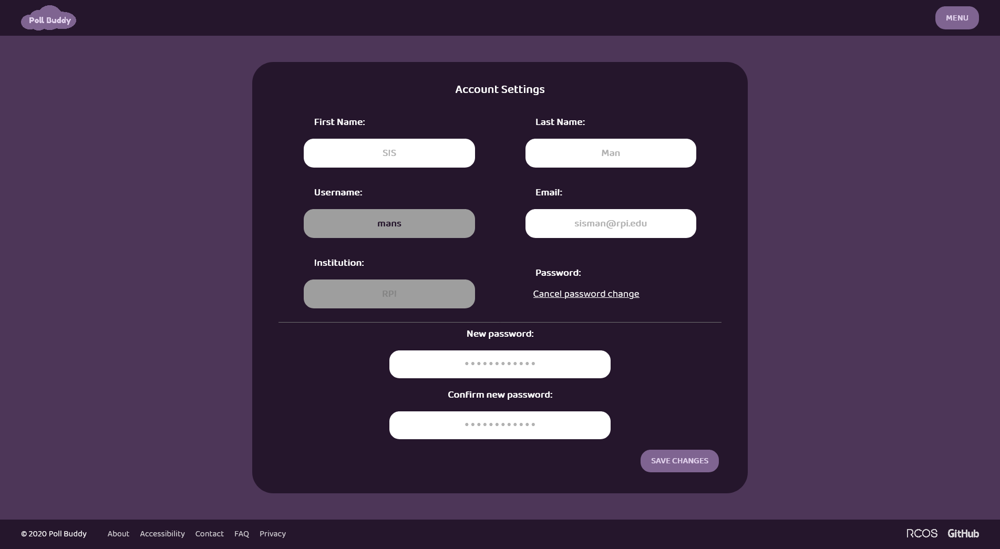 Poll Buddy
MENU
Account Settings
First Name:
Last Name:
SIS
Man
Username:
Email:
mans
sisman@rpi.edu
Institution:
Password:
RPI
Cancel password change
New password:
••••••••••••
Confirm new password:
••••••••••••
SAVE CHANGES
© 2020 Poll Buddy About Accessibility Contact FAQ Privacy RCOS GitHub